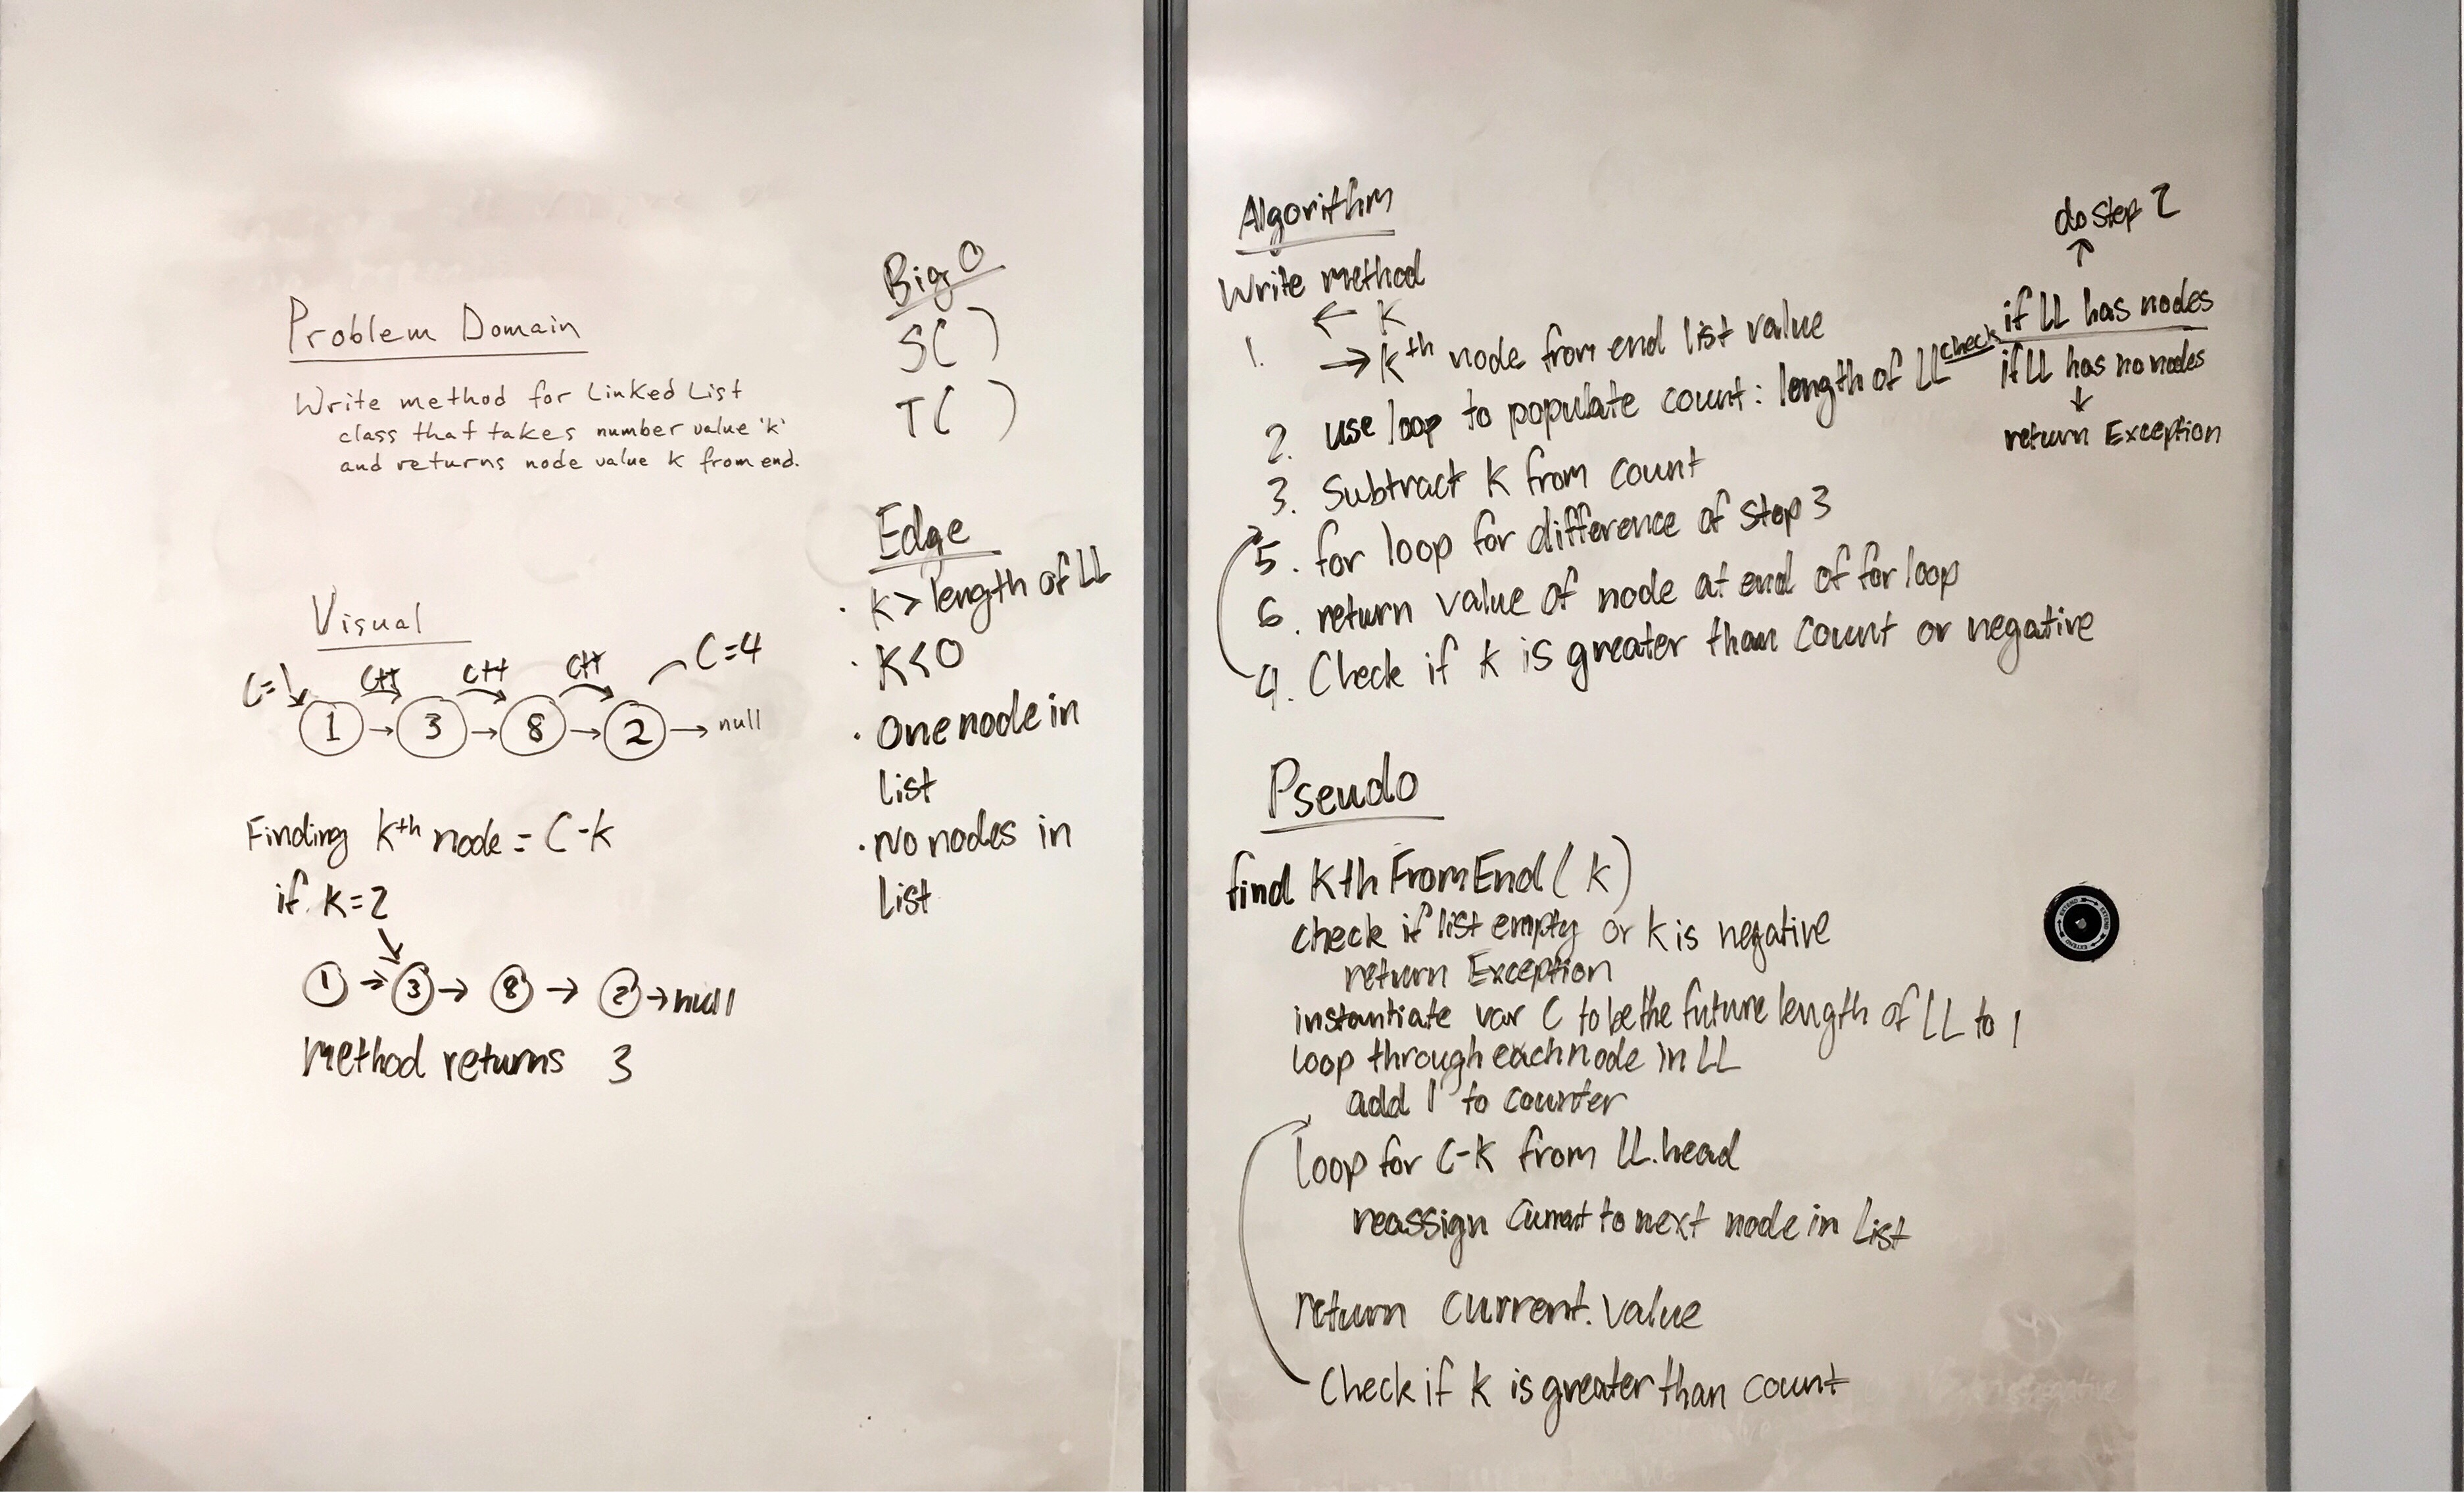 Problem Domain
Write method for Linked List
class that takes number value 'k'
and returns node value k from end.
Visual
C=1 C++ C++ C++ C=4
1 → 3 → 8 → 2 → null
Finding kth node = C-k
if k=2
1 → 3 → 8 → 2 → null
Method returns 3
Big O
S( )
T( )
Edge
· k > length of LL
· k<0
· One node in
list
· No nodes in
list
Algorithm
Write method
← k
1. → kth node from end list value
2. use loop to populate count: length of LL check
3. Subtract k from count
5. for loop for difference of step 3
6. return value of node at end of for loop
4. Check if k is greater than count or negative
do step 2
↑
if LL has nodes
if LL has no nodes
↓
return Exception
Pseudo
find KthFromEnd(k)
check if list empty or k is negative
return Exception
instantiate var C to be the future length of LL to 1
loop through each node in LL
add 1 to counter
loop for C-k from LL.head
reassign current to next node in list
return current.value
Check if k is greater than count
EXTEND EXTEND EXTEND